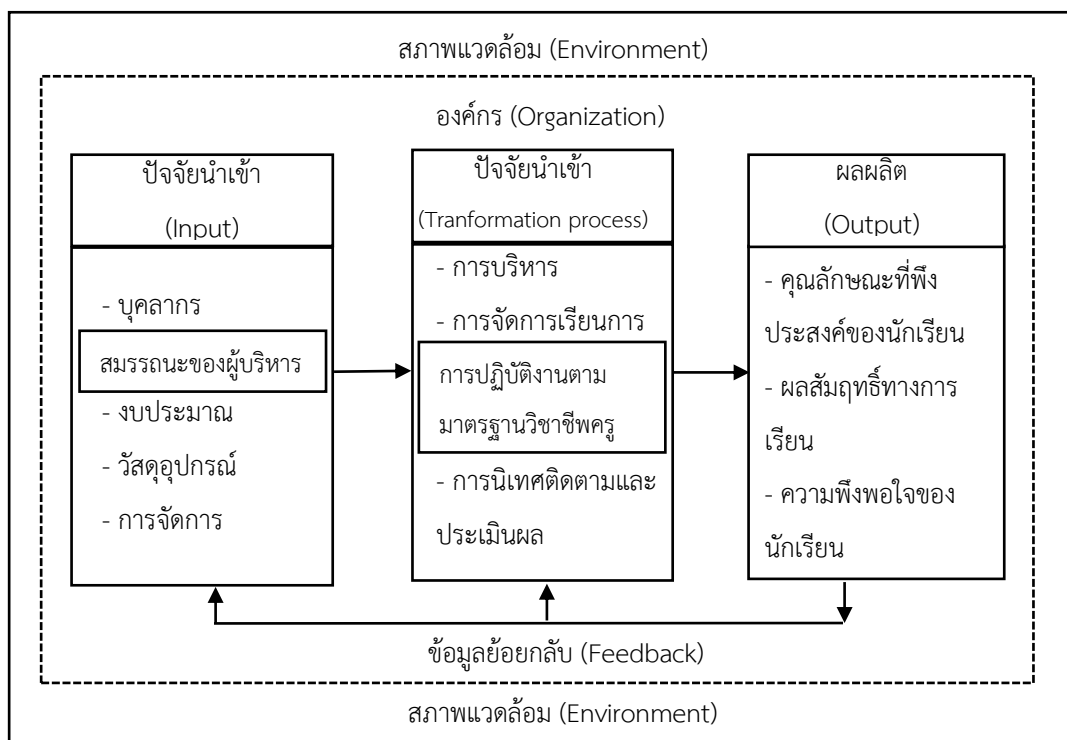 สภาพแวดล้อม (Environment)
องค์กร (Organization)
ปัจจัยนำเข้า
(Input)
- บุคลากร
สมรรถนะของผู้บริหาร
- งบประมาณ
- วัสดุอุปกรณ์
- การจัดการ
ปัจจัยนำเข้า
(Tranformation process)
- การบริหาร
- การจัดการเรียนการ
การปฏิบัติงานตาม
มาตรฐานวิชาชีพครู
- การนิเทศติดตามและ
ประเมินผล
ผลผลิต
(Output)
- คุณลักษณะที่พึง
ประสงค์ของนักเรียน
- ผลสัมฤทธิ์ทางการ
เรียน
- ความพึงพอใจของ
นักเรียน
ข้อมูลย้อยกลับ (Feedback)
สภาพแวดล้อม (Environment)